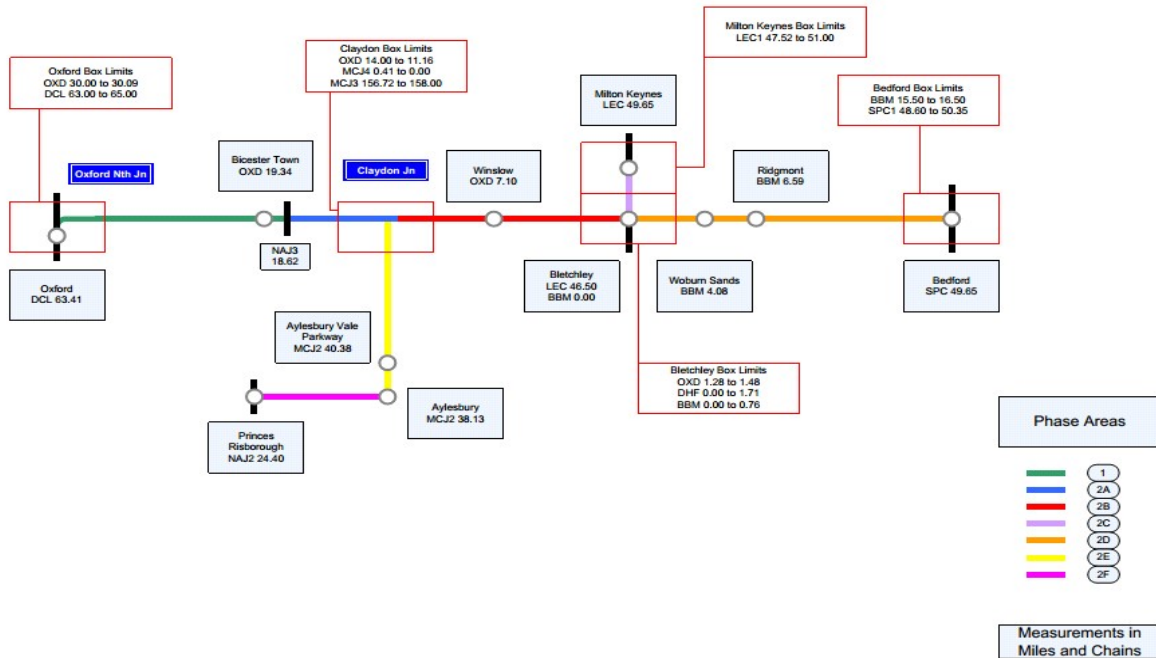 Milton Keynes Box Limits
LEC1 47.52 to 51.00
Claydon Box Limits
OXD 14.00 to 11.16
MCJ4 0.41 to 0.00
MCJ3 156.72 to 158.00
Oxford Box Limits
OXD 30.00 to 30.09
DCL 63.00 to 65.00
Milton Keynes
LEC 49.65
Bedford Box Limits
BBM 15.50 to 16.50
SPC1 48.60 to 50.35
Oxford Nth Jn
Bicester Town
OXD 19.34
Claydon Jn
Winslow
OXD 7.10
Ridgmont
BBM 6.59
NAJ3
18.62
Oxford
DCL 63.41
Bletchley
LEC 46.50
BBM 0.00
Woburn Sands
BBM 4.08
Bedford
SPC 49.65
Aylesbury Vale
Parkway
MCJ2 40.38
Bletchley Box Limits
OXD 1.28 to 1.48
DHF 0.00 to 1.71
BBM 0.00 to 0.76
Aylesbury
MCJ2 38.13
Princes
Risborough
NAJ2 24.40
Phase Areas
1
2A
2B
2C
2D
2E
2F
Measurements in
Miles and Chains